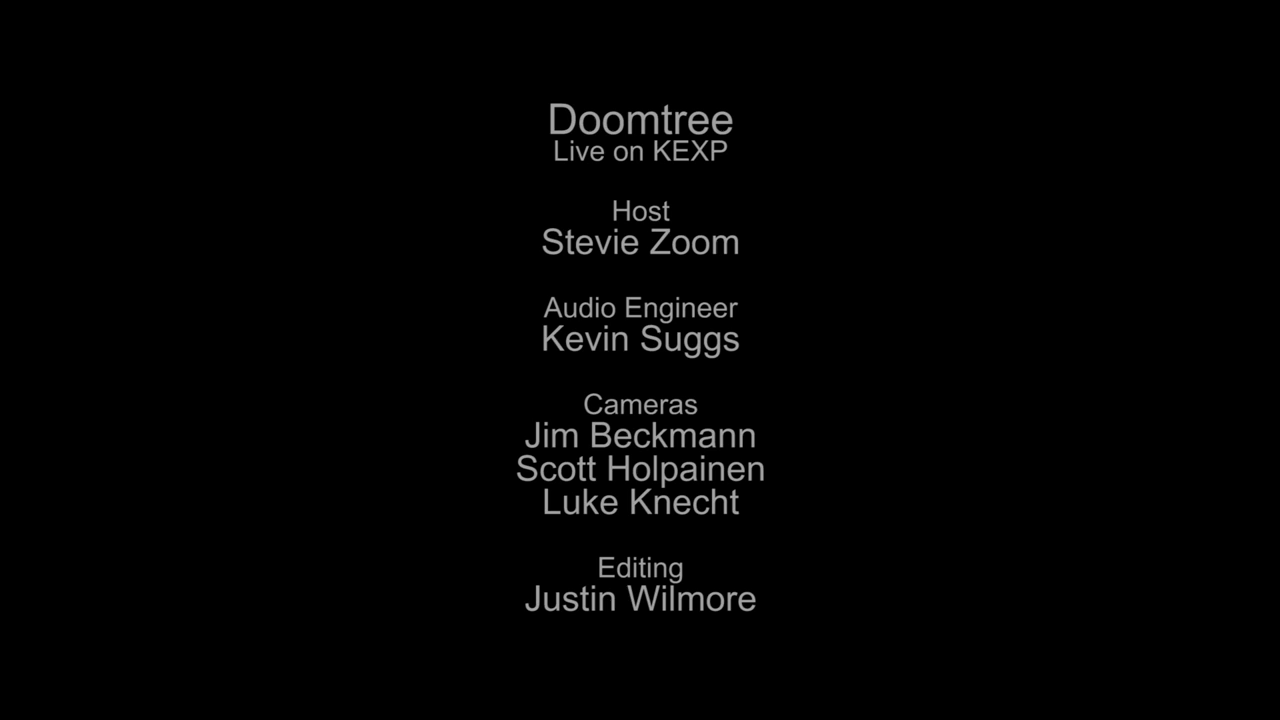 Doomtree
Live on KEXP
Host
Stevie Zoom
Audio Engineer
Kevin Suggs
Cameras
Jim Beckmann
Scott Holpainen
Luke Knecht
Editing
Justin Wilmore